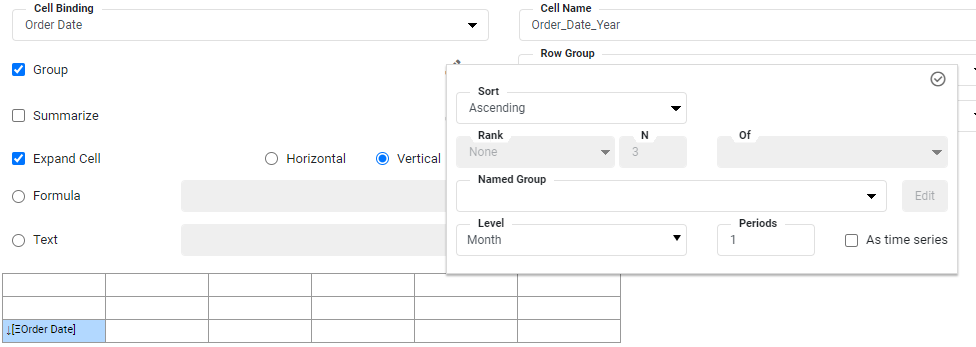 Cell Binding
Order Date
Cell Name
Order_Date_Year
Group
Row Group
Sort
Ascending
Summarize
Rank
None
N
3
Of
Expand Cell
Horizontal
Vertical
Named Group
Edit
Formula
Level
Month
Periods
1
As time series
Text
↓[ΞOrder Date]